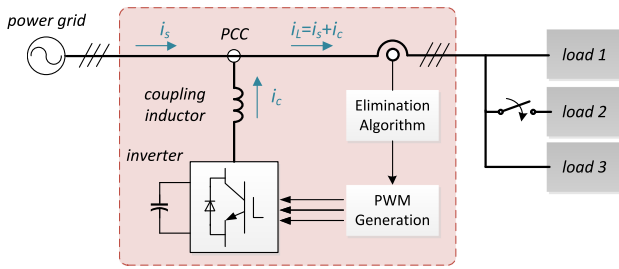 power grid
i_s
PCC
i_L=i_s+i_c
load 1
coupling
inductor
i_c
Elimination
Algorithm
load 2
inverter
load 3
PWM
Generation